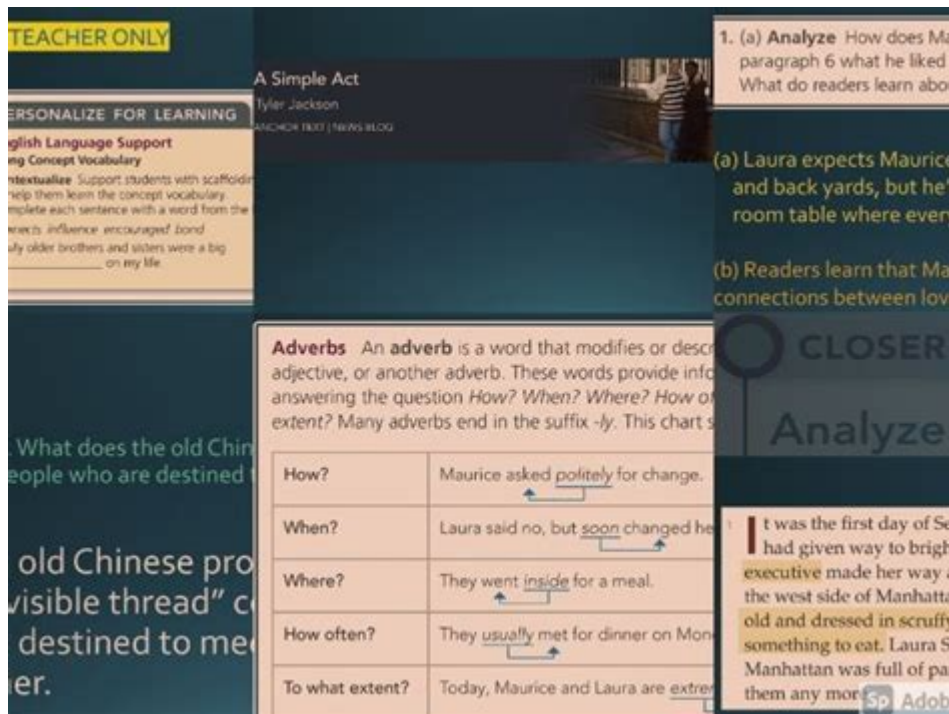 TEACHER ONLY
ERSONALIZE FOR LEARNING
glish Language Support
ng Concept Vocabulary
ntextualize Support students with scaffoldin
help them learn the concept vocabulary.
mplete each sentence with a word from the
nnects influence encouraged bond
My older brothers and sisters were a big
____________ on my life.
. What does the old Chin
eople who are destined t
old Chinese pro
visible thread" c
destined to me
er.
A Simple Act
Tyler Jackson
ANCHOR TEXT | NEWS BLOG
Adverbs An adverb is a word that modifies or descr
adjective, or another adverb. These words provide info
answering the question How? When? Where? How of
extent? Many adverbs end in the suffix -ly. This chart s
How? Maurice asked politely for change.
When? Laura said no, but soon changed he
Where? They went inside for a meal.
How often? They usually met for dinner on Mon
To what extent? Today, Maurice and Laura are extre
1. (a) Analyze How does Ma
paragraph 6 what he liked
What do readers learn abou
(a) Laura expects Maurice
and back yards, but he'
room table where ever
(b) Readers learn that Ma
connections between lov
CLOSER
Analyze
1 It was the first day of Se
had given way to brigh
executive made her way a
the west side of Manhatta
old and dressed in scruffy
something to eat. Laura S
Manhattan was full of pa
them any more
Sp Adob